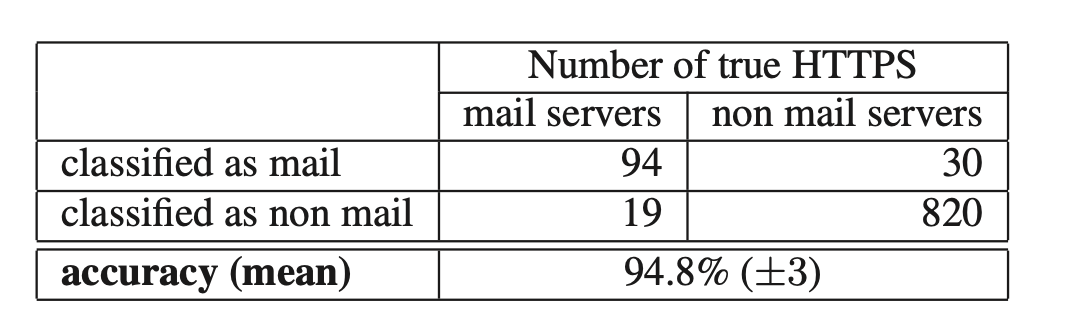 Number of true HTTPS
mail servers non mail servers
classified as mail 94 30
classified as non mail 19 820
accuracy (mean) 94.8% (±3)